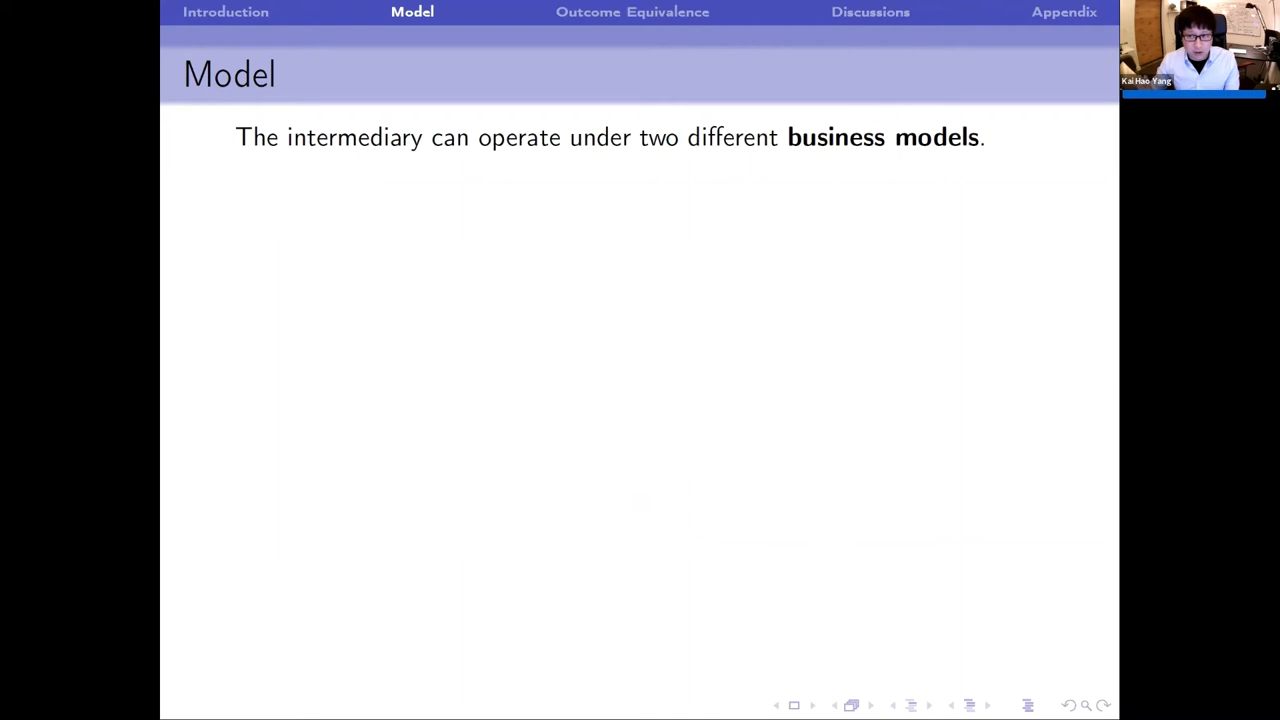 Introduction Model Outcome Equivalence Discussions Appendix
Kai Hao Yang
Model
The intermediary can operate under two different business models.